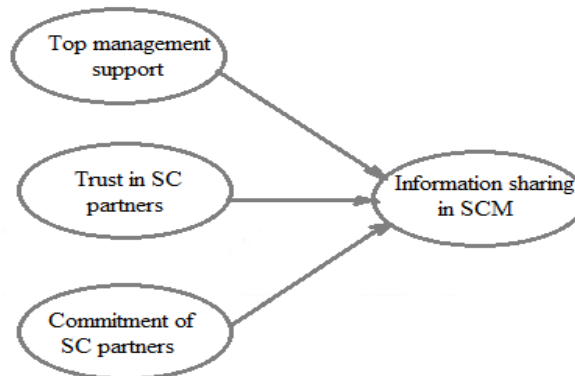 Top management
support
Trust in SC
partners
Information sharing
in SCM
Commitment of
SC partners